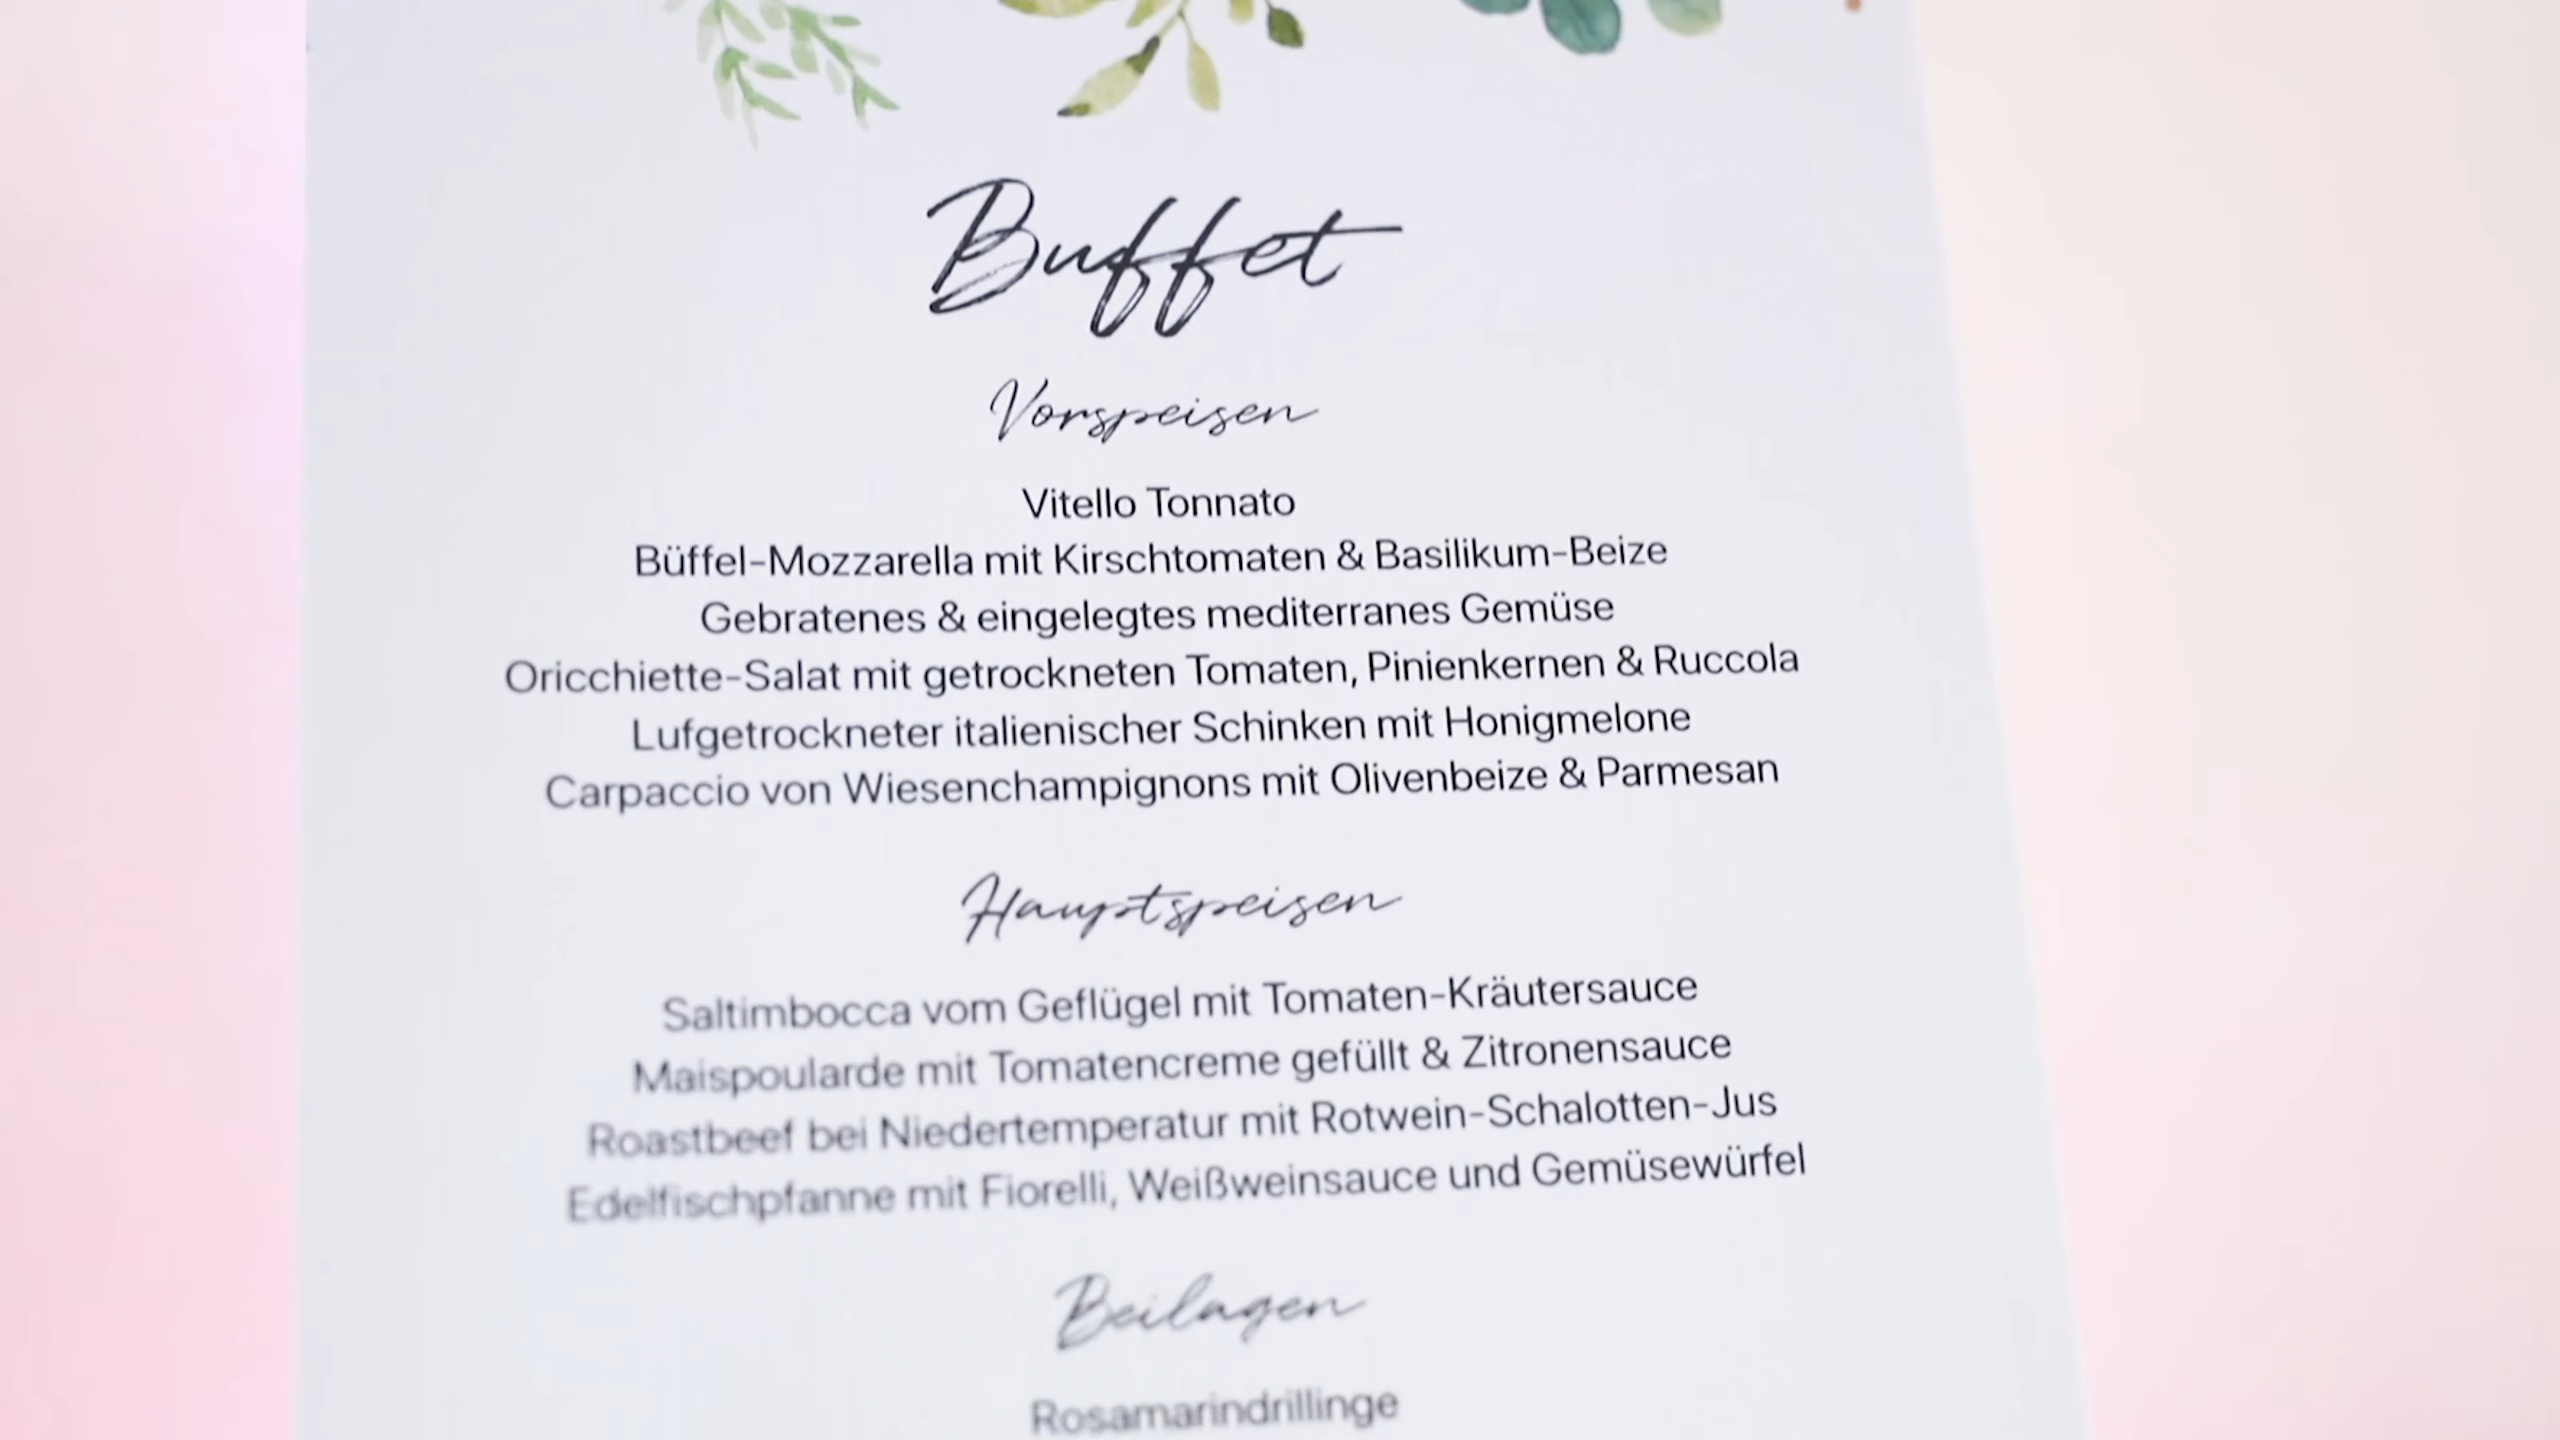 Buffet
Vorspeisen
Vitello Tonnato
Büffel-Mozzarella mit Kirschtomaten & Basilikum-Beize
Gebratenes & eingelegtes mediterranes Gemüse
Oricchiette-Salat mit getrockneten Tomaten, Pinienkernen & Ruccola
Lufgetrockneter italienischer Schinken mit Honigmelone
Carpaccio von Wiesenchampignons mit Olivenbeize & Parmesan
Hauptspeisen
Saltimbocca vom Geflügel mit Tomaten-Kräutersauce
Maispoularde mit Tomatencreme gefüllt & Zitronensauce
Roastbeef bei Niedertemperatur mit Rotwein-Schalotten-Jus
Edelfischpfanne mit Fiorelli, Weißweinsauce und Gemüsewürfel
Beilagen
Rosamarindrillinge